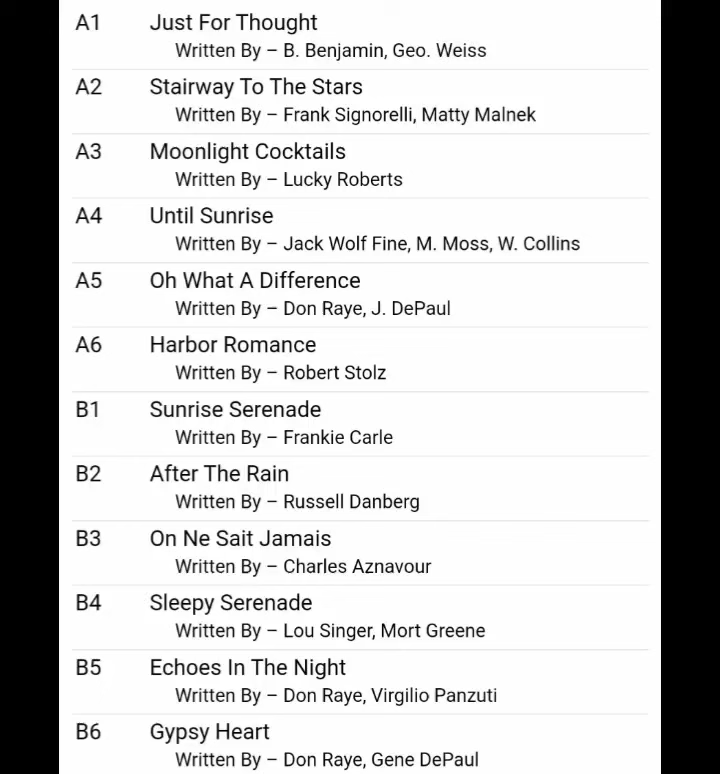 A1 Just For Thought
Written By – B. Benjamin, Geo. Weiss
A2 Stairway To The Stars
Written By – Frank Signorelli, Matty Malnek
A3 Moonlight Cocktails
Written By – Lucky Roberts
A4 Until Sunrise
Written By – Jack Wolf Fine, M. Moss, W. Collins
A5 Oh What A Difference
Written By – Don Raye, J. DePaul
A6 Harbor Romance
Written By – Robert Stolz
B1 Sunrise Serenade
Written By – Frankie Carle
B2 After The Rain
Written By – Russell Danberg
B3 On Ne Sait Jamais
Written By – Charles Aznavour
B4 Sleepy Serenade
Written By – Lou Singer, Mort Greene
B5 Echoes In The Night
Written By – Don Raye, Virgilio Panzuti
B6 Gypsy Heart
Written By – Don Raye, Gene DePaul